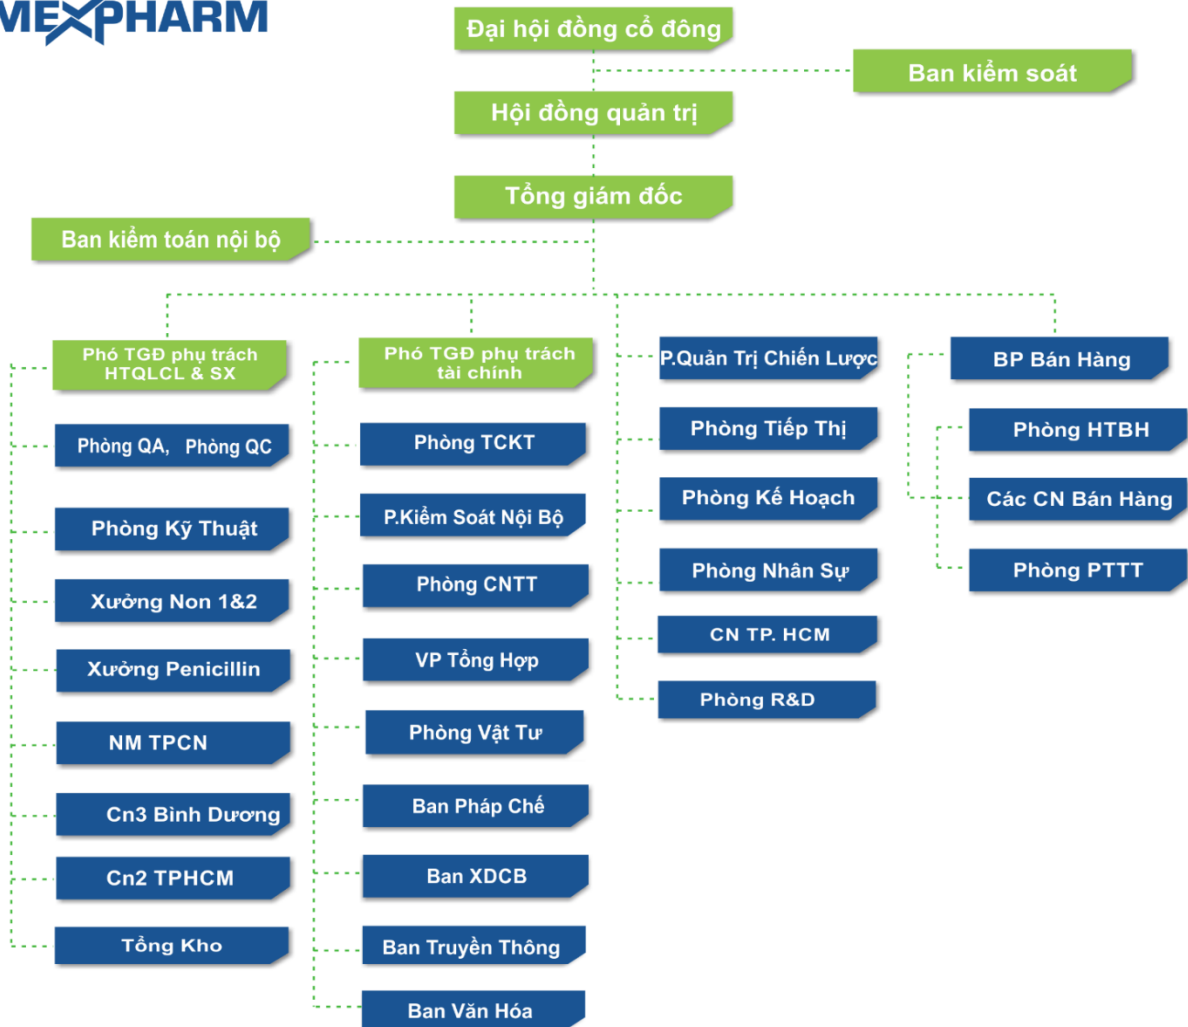 MEXPHARM
Đại hội đồng cổ đông
Ban kiểm soát
Hội đồng quản trị
Tổng giám đốc
Ban kiểm toán nội bộ
Phó TGĐ phụ trách
HTQLCL & SX
Phòng QA, Phòng QC
Phòng Kỹ Thuật
Xưởng Non 1&2
Xưởng Penicillin
NM TPCN
Cn3 Bình Dương
Cn2 TPHCM
Tổng Kho
Phó TGĐ phụ trách
tài chính
Phòng TCKT
P.Kiểm Soát Nội Bộ
Phòng CNTT
VP Tổng Hợp
Phòng Vật Tư
Ban Pháp Chế
Ban XDCB
Ban Truyền Thông
Ban Văn Hóa
P.Quản Trị Chiến Lược
Phòng Tiếp Thị
Phòng Kế Hoạch
Phòng Nhân Sự
CN TP. HCM
Phòng R&D
BP Bán Hàng
Phòng HTBH
Các CN Bán Hàng
Phòng PTTT